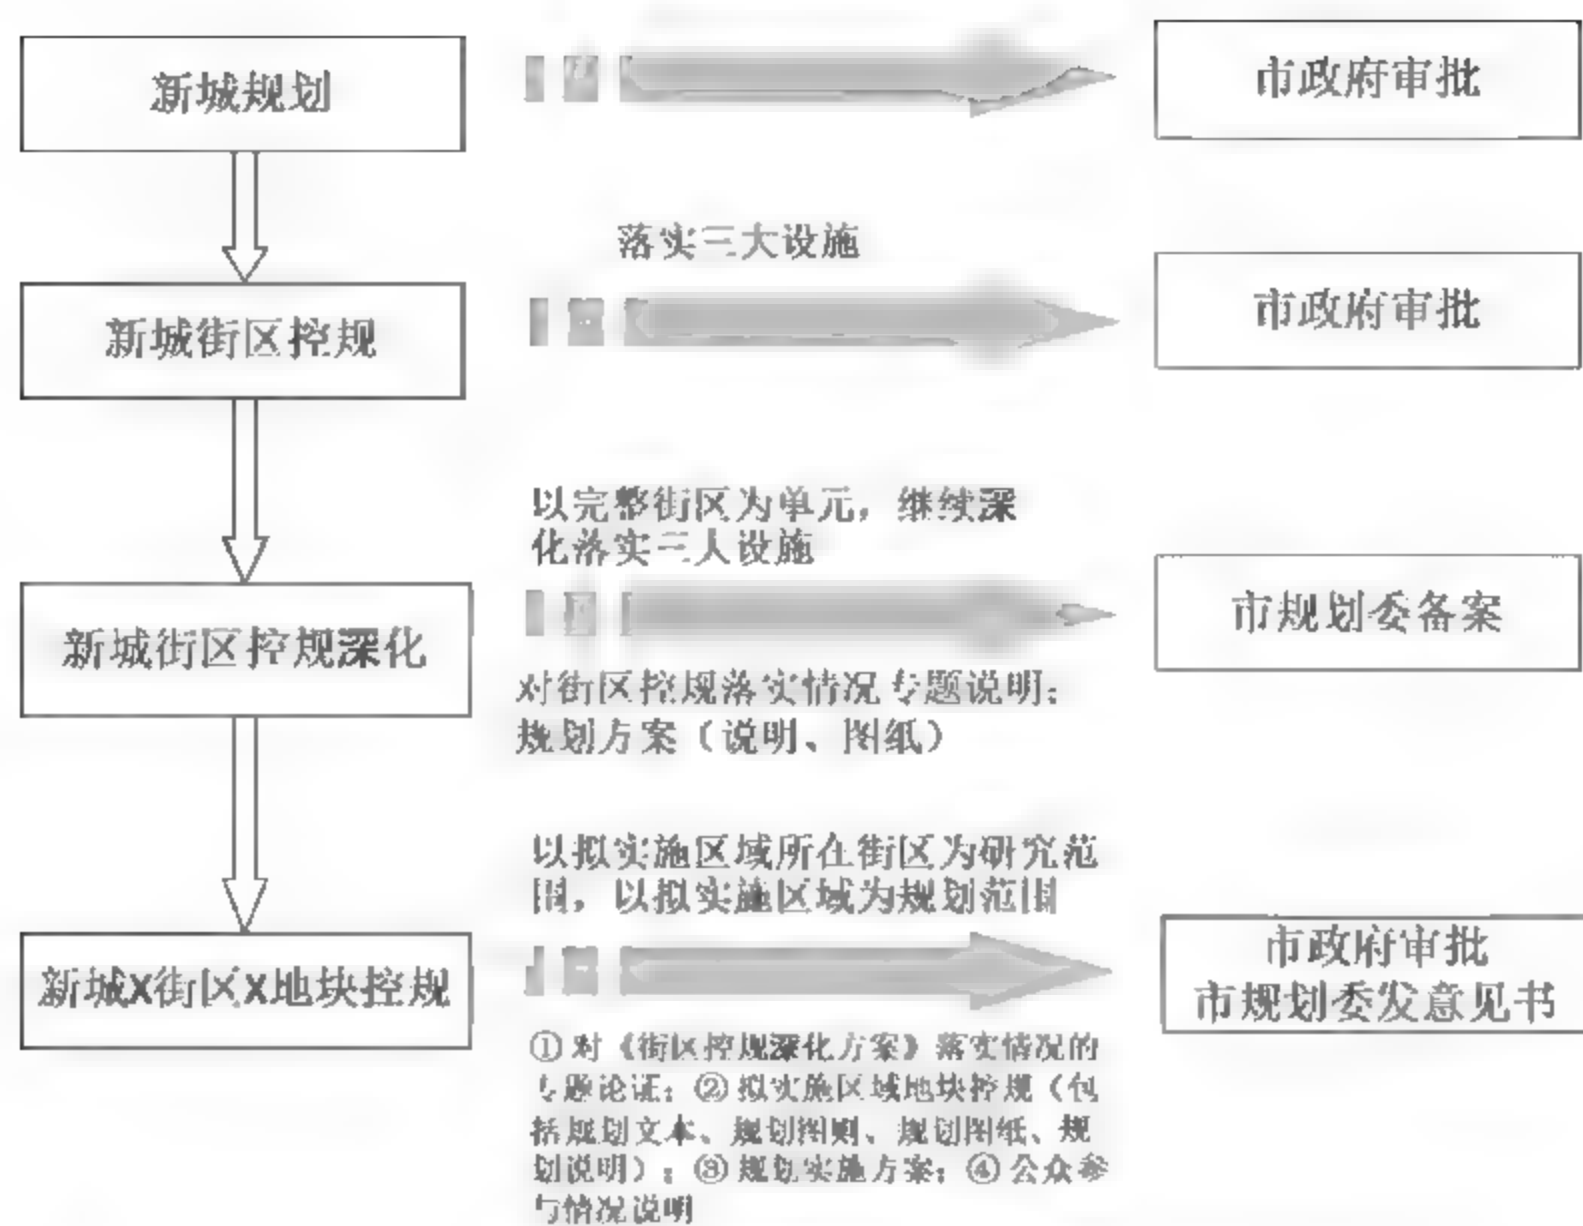 新城规划
市政府审批
落实三大设施
新城街区控规
市政府审批
以完整街区为单元，继续深
化落实三大设施
新城街区控规深化
市规划委备案
对街区控规落实情况专题说明；
规划方案（说明、图纸）
以拟实施区域所在街区为研究范
围，以拟实施区域为规划范围
新城X街区X地块控规
市政府审批
市规划委发意见书
①对《街区控规深化方案》落实情况的
专题论证；②拟实施区域地块控规（包
括规划文本、规划图则、规划图纸、规
划说明）；③规划实施方案；④公众参
与情况说明